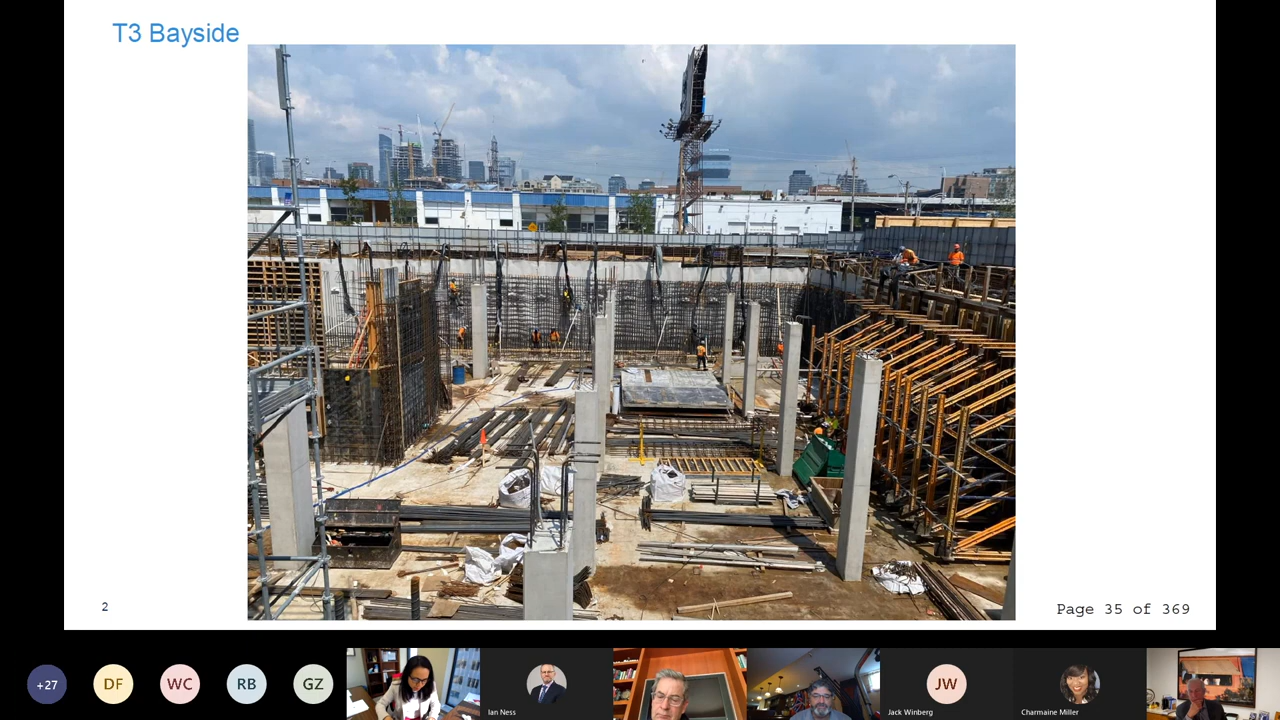 T3 Bayside
2
Page 35 of 369
+27
DF
WC
RB
GZ
Ian Ness
JW
Jack Winberg
Charmaine Miller